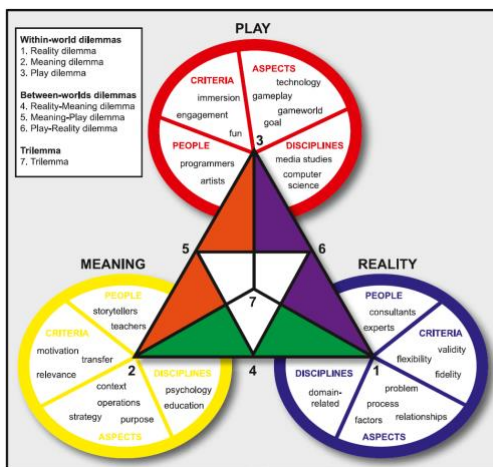 PLAY
Within-world dilemmas
1. Reality dilemma
2. Meaning dilemma
3. Play dilemma
Between-worlds dilemmas
4. Reality-Meaning dilemma
5. Meaning-Play dilemma
6. Play-Reality dilemma
Trilemma
7. Trilemma
CRITERIA
immersion
engagement
fun
ASPECTS
technology
gameplay
gameworld
goal
PEOPLE
programmers
artists
DISCIPLINES
media studies
computer
science
3
5
6
7
2
4
1
MEANING
PEOPLE
storytellers
teachers
CRITERIA
motivation
transfer
relevance
DISCIPLINES
psychology
education
context
operations
strategy
purpose
ASPECTS
REALITY
PEOPLE
consultants
experts
CRITERIA
validity
flexibility
fidelity
DISCIPLINES
domain-
related
problem
process
factors
relationships
ASPECTS